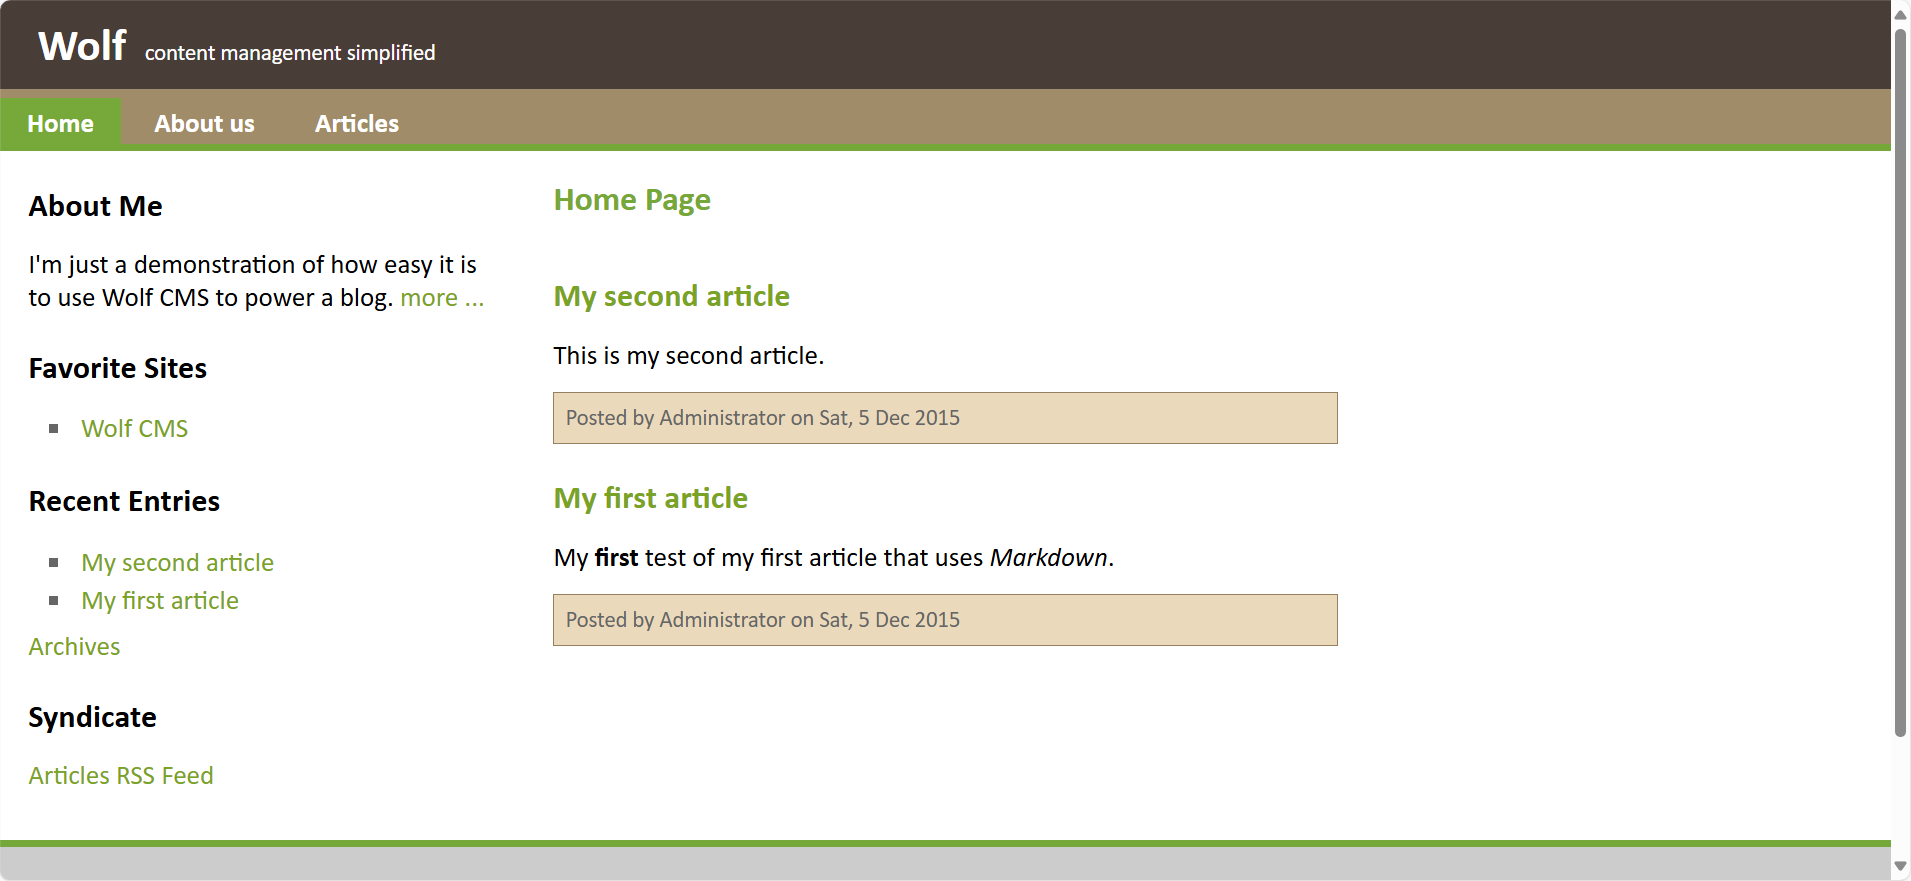 Wolf content management simplified
Home About us Articles
About Me
I'm just a demonstration of how easy it is
to use Wolf CMS to power a blog. more ...
Favorite Sites
Wolf CMS
Recent Entries
My second article
My first article
Archives
Syndicate
Articles RSS Feed
Home Page
My second article
This is my second article.
Posted by Administrator on Sat, 5 Dec 2015
My first article
My first test of my first article that uses Markdown.
Posted by Administrator on Sat, 5 Dec 2015